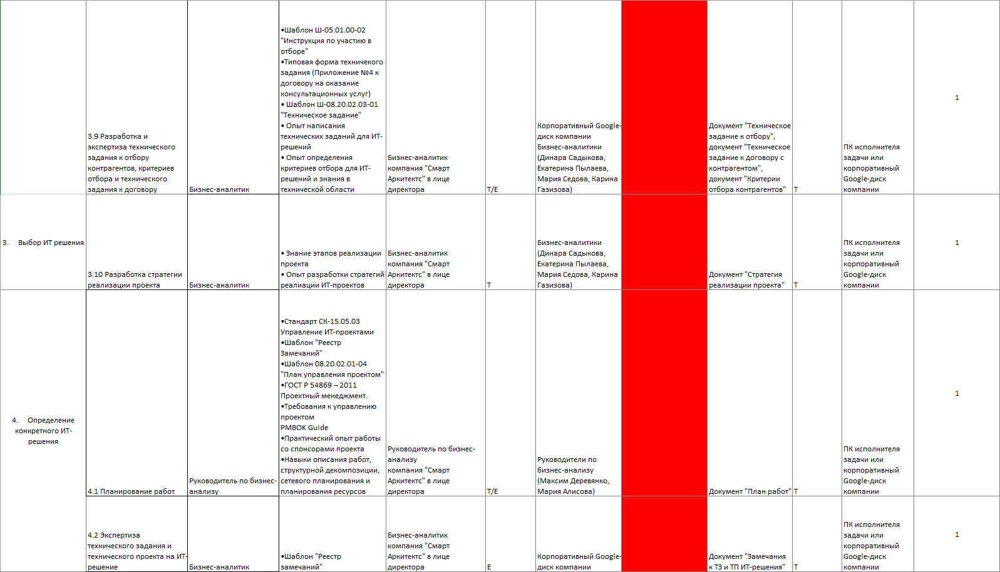 3.9 Разработка и
экспертиза технического
задания к отбору
контрагентов, критериев
отбора и технического
задания к договору
Бизнес-аналитик
•Шаблон Ш-05.01.00-02
"Инструкция по участию в
отборе"
•Типовая форма техничекого
задания (Приложение №4 к
договору на оказание
консультационных услуг)
• Шаблон Ш-08.20.02.03-01
"Техническое задание"
• Опыт написания
технических заданий для ИТ-
решений
• Опыт определения
критериев отбора для ИТ-
решений и знания в
технической области
Бизнес-аналитик
компания "Смарт
Аркитектс" в лице
директора
Т/Е
Корпоративный Google-
диск компании
Бизнес-аналитики
(Динара Садыкова,
Екатерина Пылаева,
Мария Седова, Карина
Газизова)
Документ "Техническое
задание к отбору",
документ "Техническое
задание к договору с
контрагентом",
документ "Критерии
отбора контрагентов"
Т
ПК исполнителя
задачи или
корпоративный
Google-диск
компании
1
3. Выбор ИТ решения
3.10 Разработка стратегии
реализации проекта
Бизнес-аналитик
• Знание этапов реализации
проекта
• Опыт разработки стратегий
реалиации ИТ-проектов
Бизнес-аналитик
компания "Смарт
Аркитектс" в лице
директора
Т
Бизнес-аналитики
(Динара Садыкова,
Екатерина Пылаева,
Мария Седова, Карина
Газизова)
Документ "Стратегия
реализации проекта"
Т
ПК исполнителя
задачи или
корпоративный
Google-диск
компании
1
4. Определение
конкретного ИТ-
решения
4.1 Планирование работ
Руководитель по бизнес-
анализу
•Стандарт СК-15.05.03
Управление ИТ-проектами
•Шаблон "Реестр
Замечаний"
•Шаблон 08.20.02.01-04
"План управления проектом"
•ГОСТ Р 54869 – 2011
Проектный менеджмент.
•Требования к управлению
проектом
PMBOK Guide
•Практический опыт работы
со спонсорами проекта
•Навыки описания работ,
структурной декомпозиции,
сетевого планирования и
планирования ресурсов
Руководитель по бизнес-
анализу
компания "Смарт
Аркитектс" в лице
директора
Т/Е
Руководители по
бизнес-анализу
(Максим Деревянко,
Мария Алисова)
Документ "План работ"
Т
ПК исполнителя
задачи или
корпоративный
Google-диск
компании
1
4.2 Экспертиза
технического задания и
технического проекта на ИТ-
решение
Бизнес-аналитик
•Шаблон "Реестр
замечаний"
Бизнес-аналитик
компания "Смарт
Аркитектс" в лице
директора
Е
Корпоративный Google-
диск компании
Документ "Замечания
к ТЗ и ТП ИТ-решения"
Т
ПК исполнителя
задачи или
корпоративный
Google-диск
компании
1